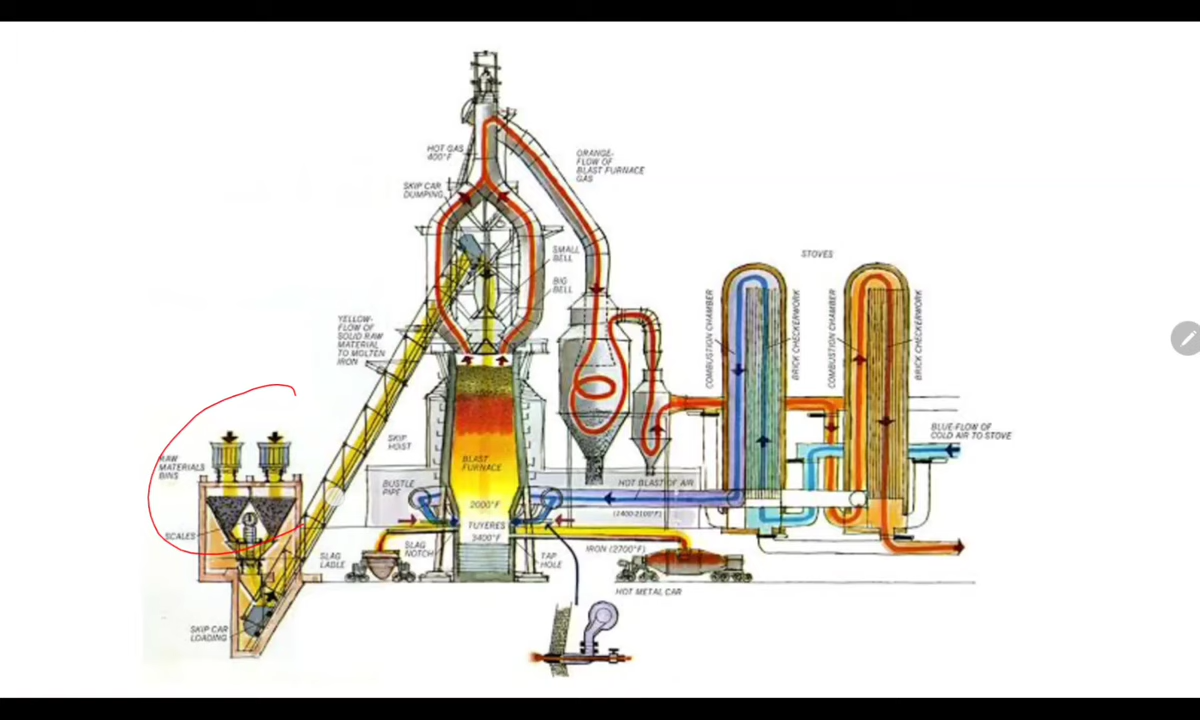 HOT GAS
400°F
ORANGE-
FLOW OF
BLAST FURNACE
GAS
SKIP CAR
DUMPING
SMALL
BELL
BIG
BELL
STOVES
COMBUSTION CHAMBER
BRICK CHECKERWORK
COMBUSTION CHAMBER
BRICK CHECKERWORK
YELLOW-
FLOW OF
SOLID RAW
MATERIAL
TO MOLTEN
IRON
BLUE-FLOW OF
COLD AIR TO STOVE
SKIP
HOIST
RAW
MATERIALS
BINS
BLAST
FURNACE
BUSTLE
PIPE
HOT BLAST OF AIR
(1400-2100°F)
2000°F
TUYERES
3400°F
SCALES
SLAG
LADLE
SLAG
NOTCH
TAP
HOLE
IRON (2700°F)
HOT METAL CAR
SKIP CAR
LOADING